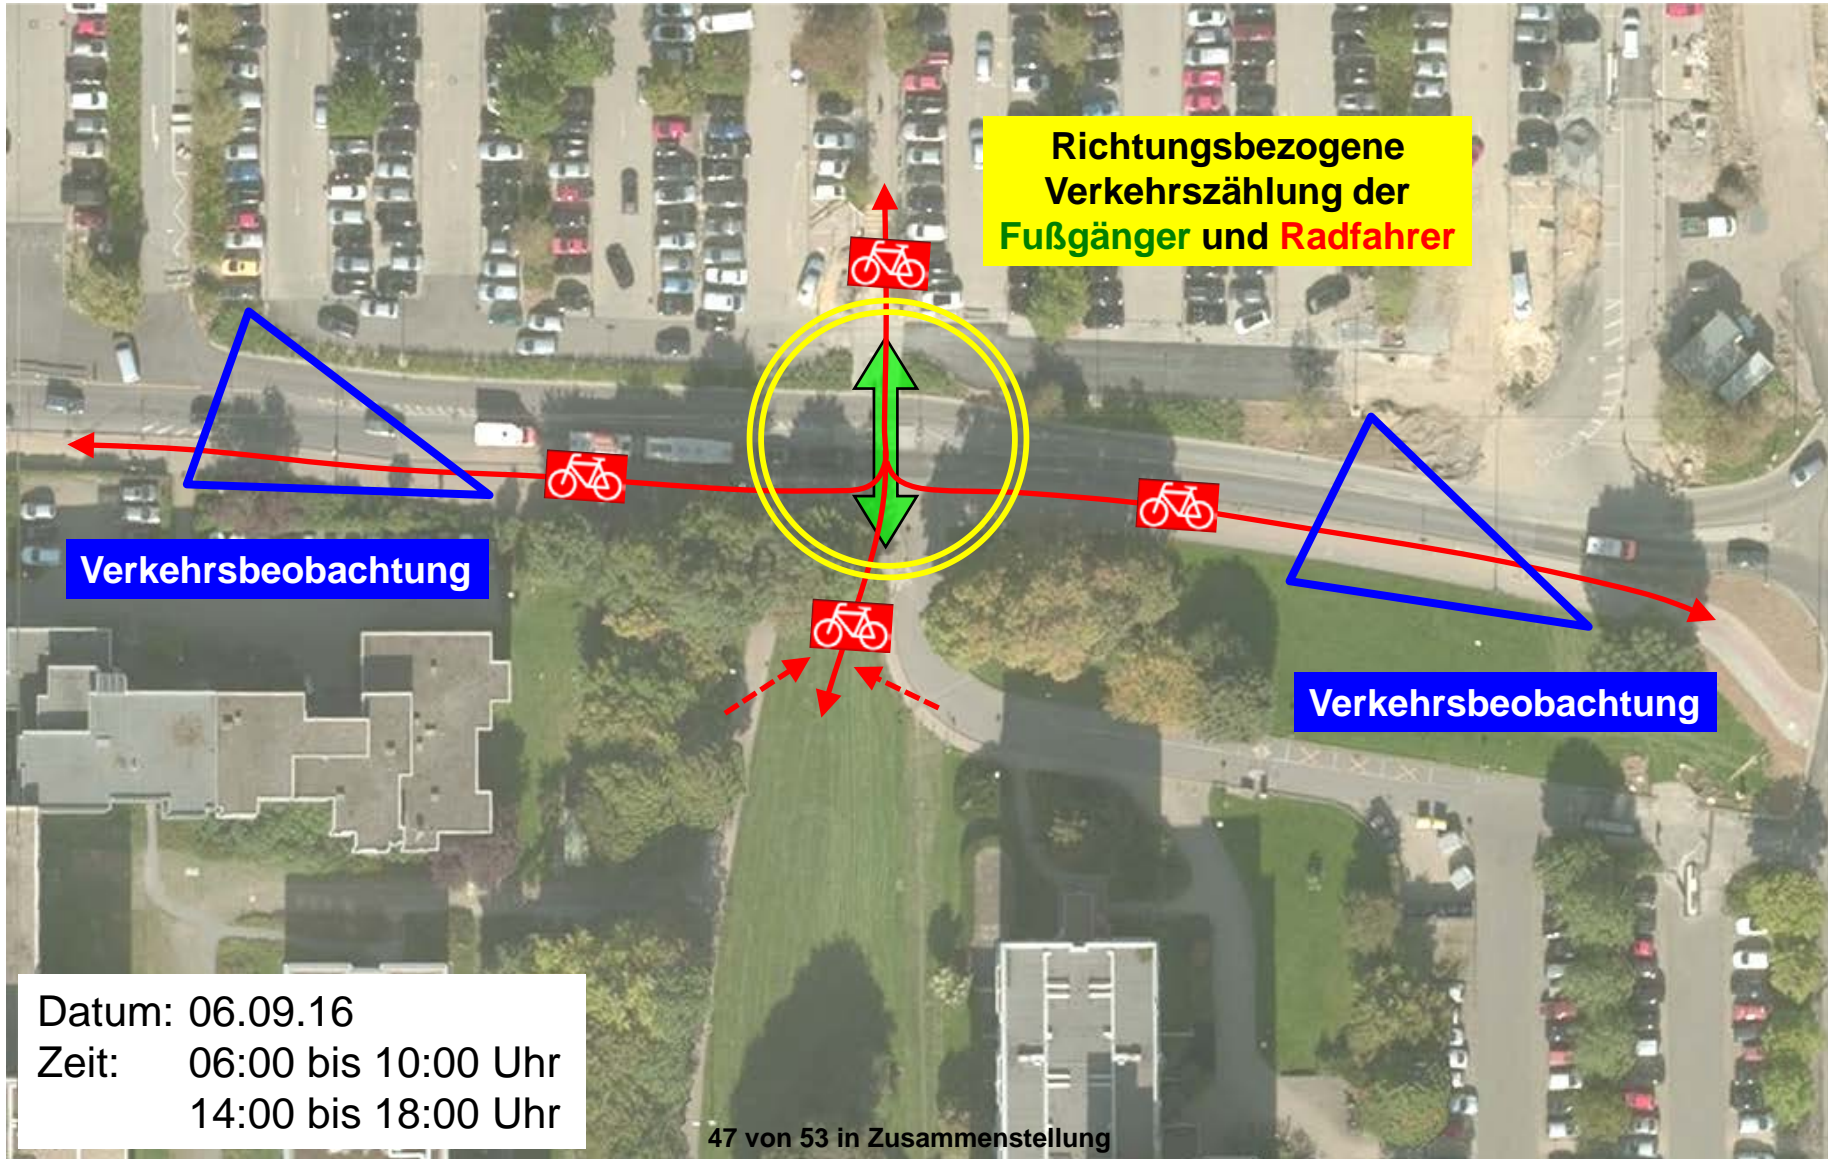 Richtungsbezogene
Verkehrszählung der
Fußgänger und Radfahrer
Verkehrsbeobachtung
Verkehrsbeobachtung
Datum: 06.09.16
Zeit: 06:00 bis 10:00 Uhr
14:00 bis 18:00 Uhr
47 von 53 in Zusammenstellung